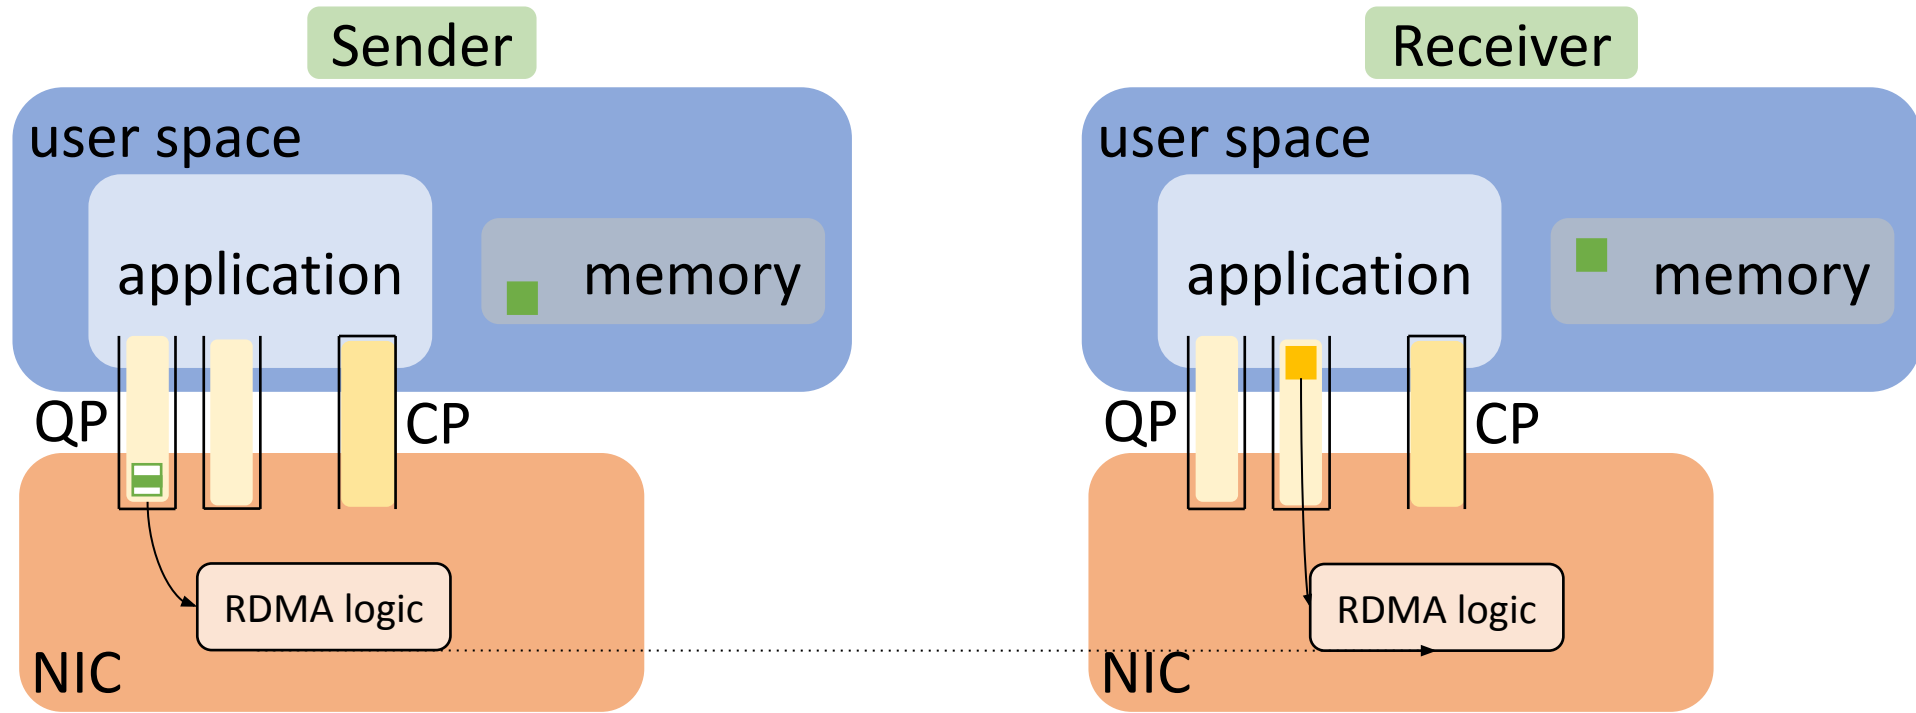 Sender
user space
application
memory
QP
CP
RDMA logic
NIC
Receiver
user space
application
memory
QP
CP
RDMA logic
NIC